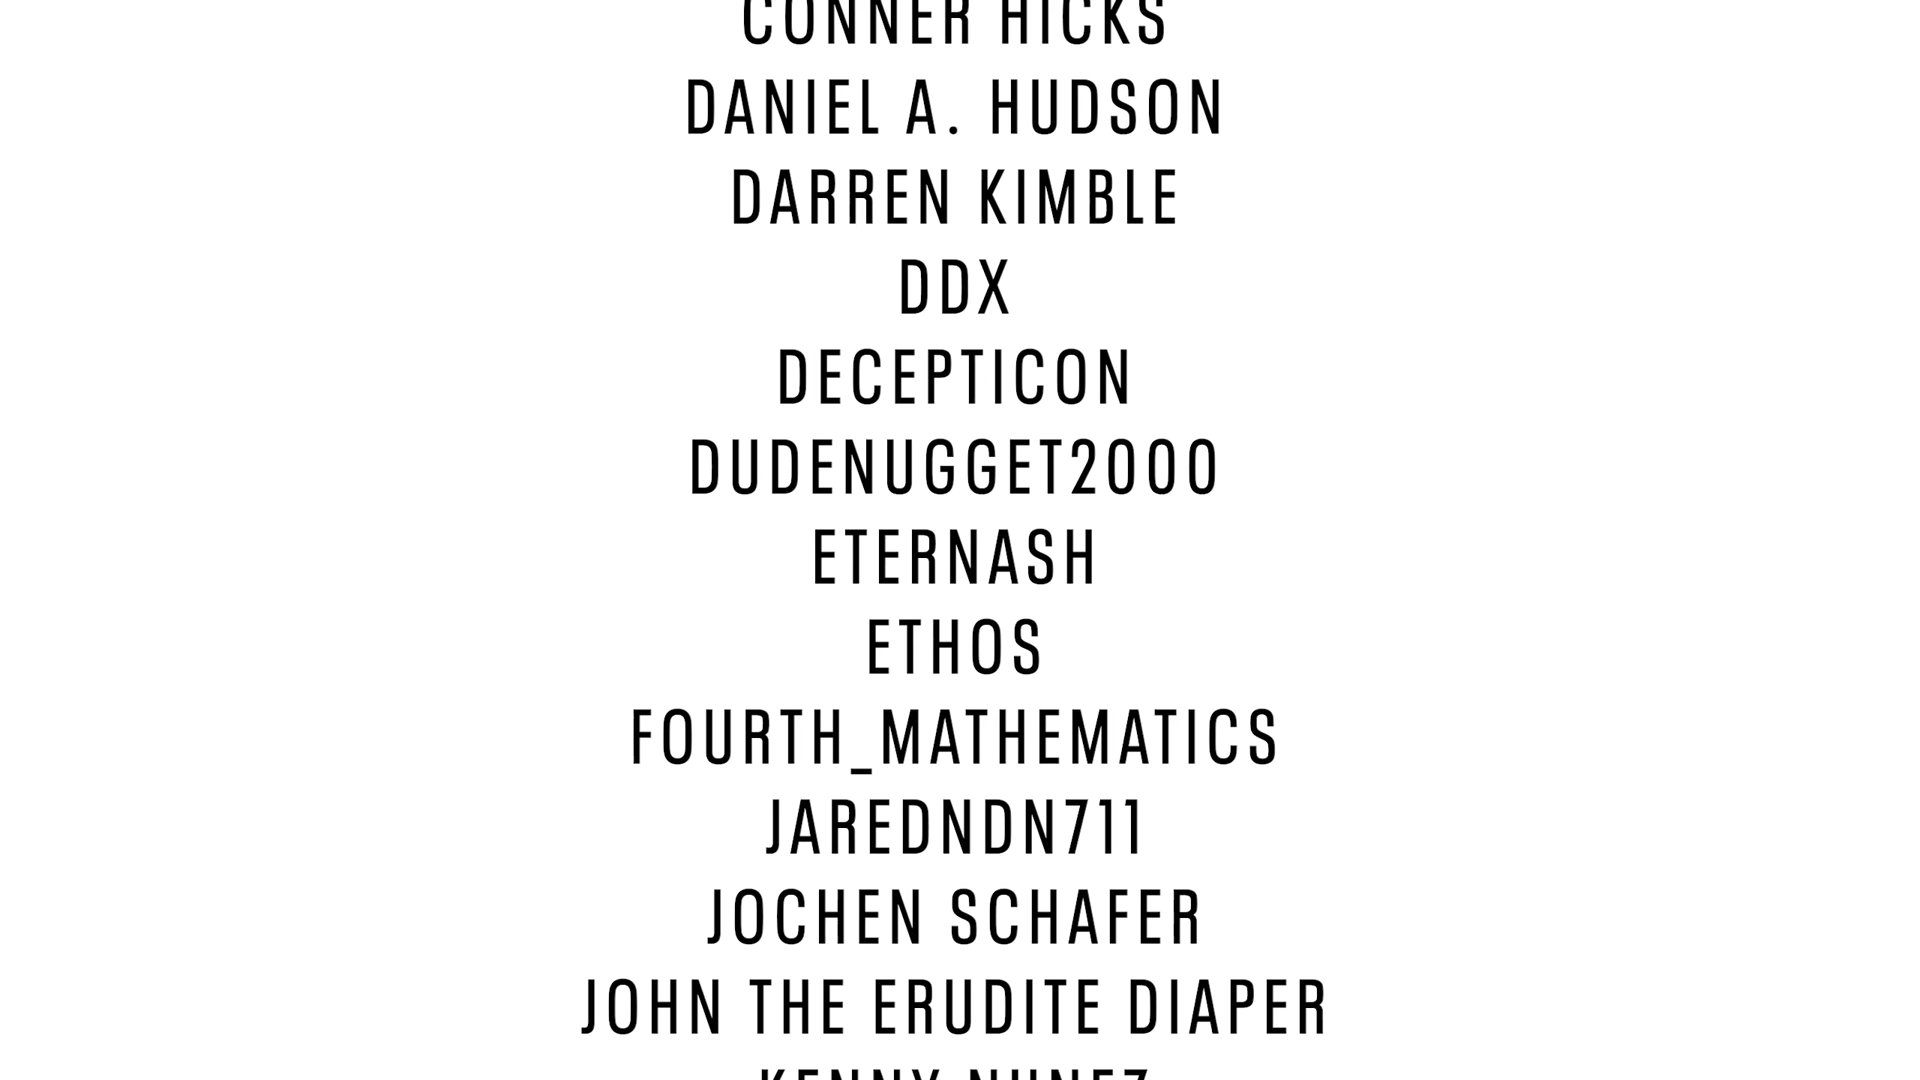 CONNER HICKS
DANIEL A. HUDSON
DARREN KIMBLE
DDX
DECEPTICON
DUDENUGGET2000
ETERNASH
ETHOS
FOURTH_MATHEMATICS
JAREDNDN711
JOCHEN SCHAFER
JOHN THE ERUDITE DIAPER
KENNY NUNEZ